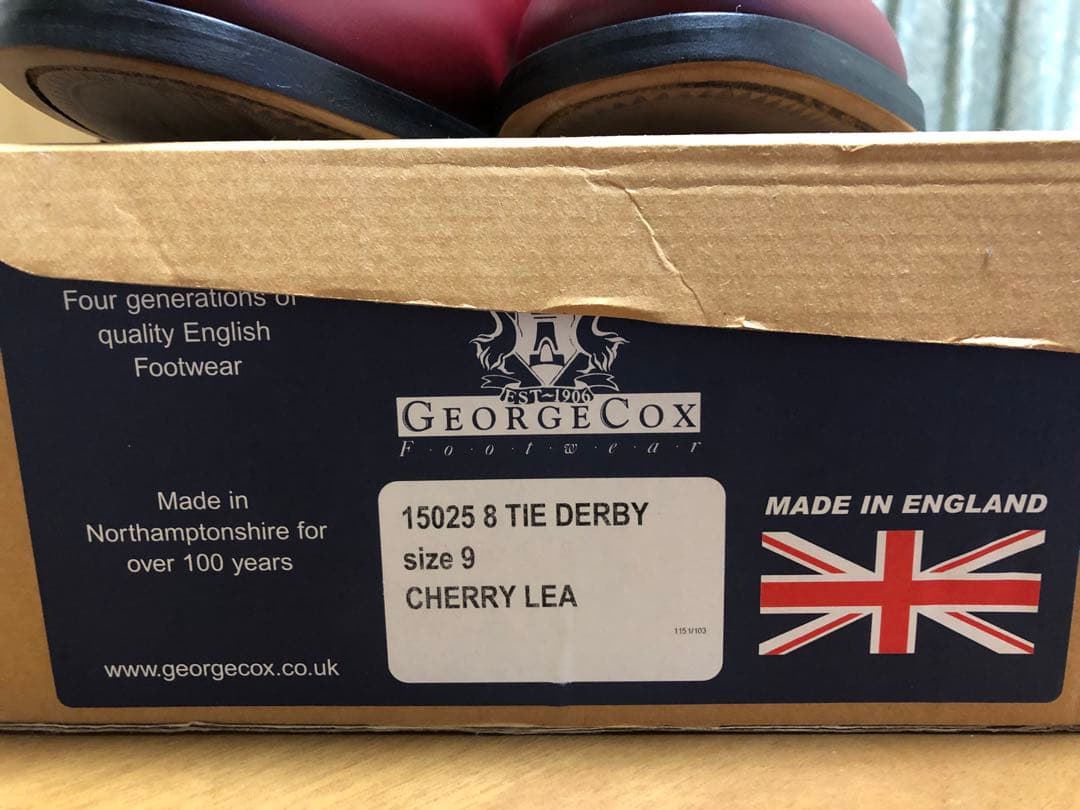 Four generations of
quality English
Footwear
EST~1906
GEORGE COX
Footwear
Made in
Northamptonshire for
over 100 years
www.georgecox.co.uk
15025 8 TIE DERBY
size 9
CHERRY LEA
1151/103
MADE IN ENGLAND